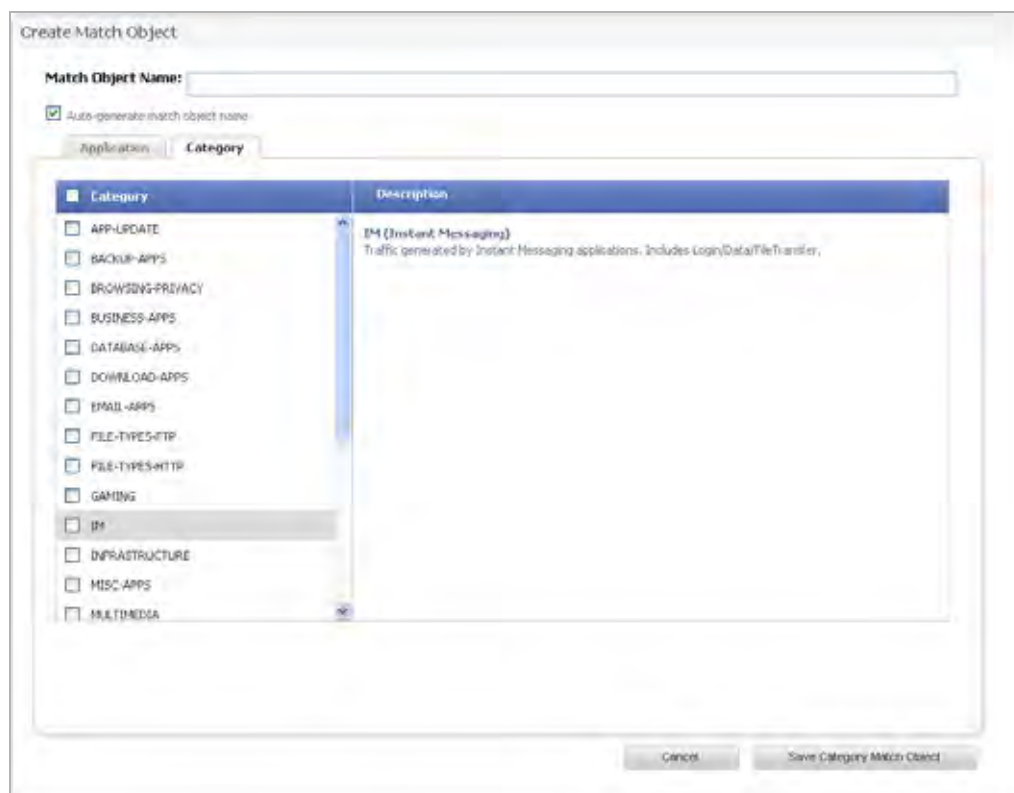 Create Match Object
Match Object Name:
Auto-generate match object name
Application
Category
Category
Description
APP-UPDATE
BACKUP-APPS
BROWSING-PRIVACY
BUSINESS-APPS
DATABASE-APPS
DOWNLOAD-APPS
EMAIL-APPS
FILE-TYPES-FTP
FILE-TYPES-HTTP
GAMING
IM
INFRASTRUCTURE
MISC-APPS
MULTIMEDIA
IM (Instant Messaging)
Traffic generated by Instant Messaging applications. Includes Login/Data/FileTransfer.
Cancel
Save Category Match Object